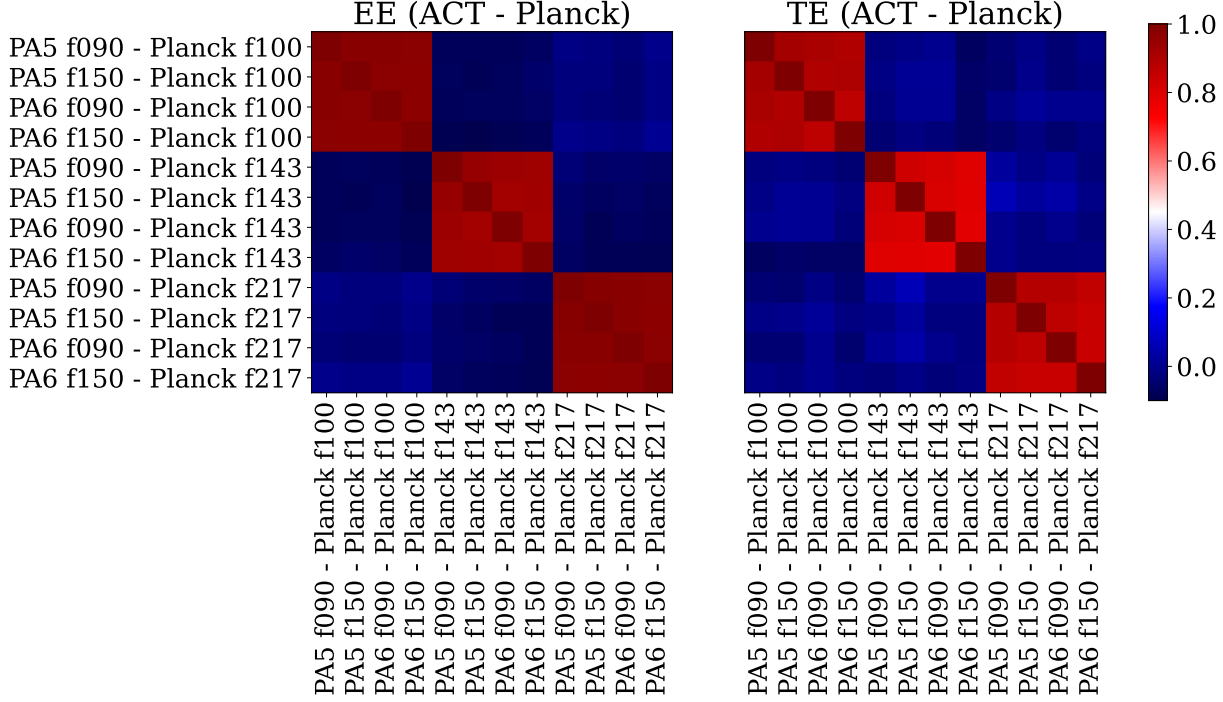 EE (ACT - Planck)
TE (ACT - Planck)
PA5 f090 - Planck f100
PA5 f150 - Planck f100
PA6 f090 - Planck f100
PA6 f150 - Planck f100
PA5 f090 - Planck f143
PA5 f150 - Planck f143
PA6 f090 - Planck f143
PA6 f150 - Planck f143
PA5 f090 - Planck f217
PA5 f150 - Planck f217
PA6 f090 - Planck f217
PA6 f150 - Planck f217
1.0
0.8
0.6
0.4
0.2
0.0
PA5 f090 - Planck f100
PA5 f150 - Planck f100
PA6 f090 - Planck f100
PA6 f150 - Planck f100
PA5 f090 - Planck f143
PA5 f150 - Planck f143
PA6 f090 - Planck f143
PA6 f150 - Planck f143
PA5 f090 - Planck f217
PA5 f150 - Planck f217
PA6 f090 - Planck f217
PA6 f150 - Planck f217
PA5 f090 - Planck f100
PA5 f150 - Planck f100
PA6 f090 - Planck f100
PA6 f150 - Planck f100
PA5 f090 - Planck f143
PA5 f150 - Planck f143
PA6 f090 - Planck f143
PA6 f150 - Planck f143
PA5 f090 - Planck f217
PA5 f150 - Planck f217
PA6 f090 - Planck f217
PA6 f150 - Planck f217